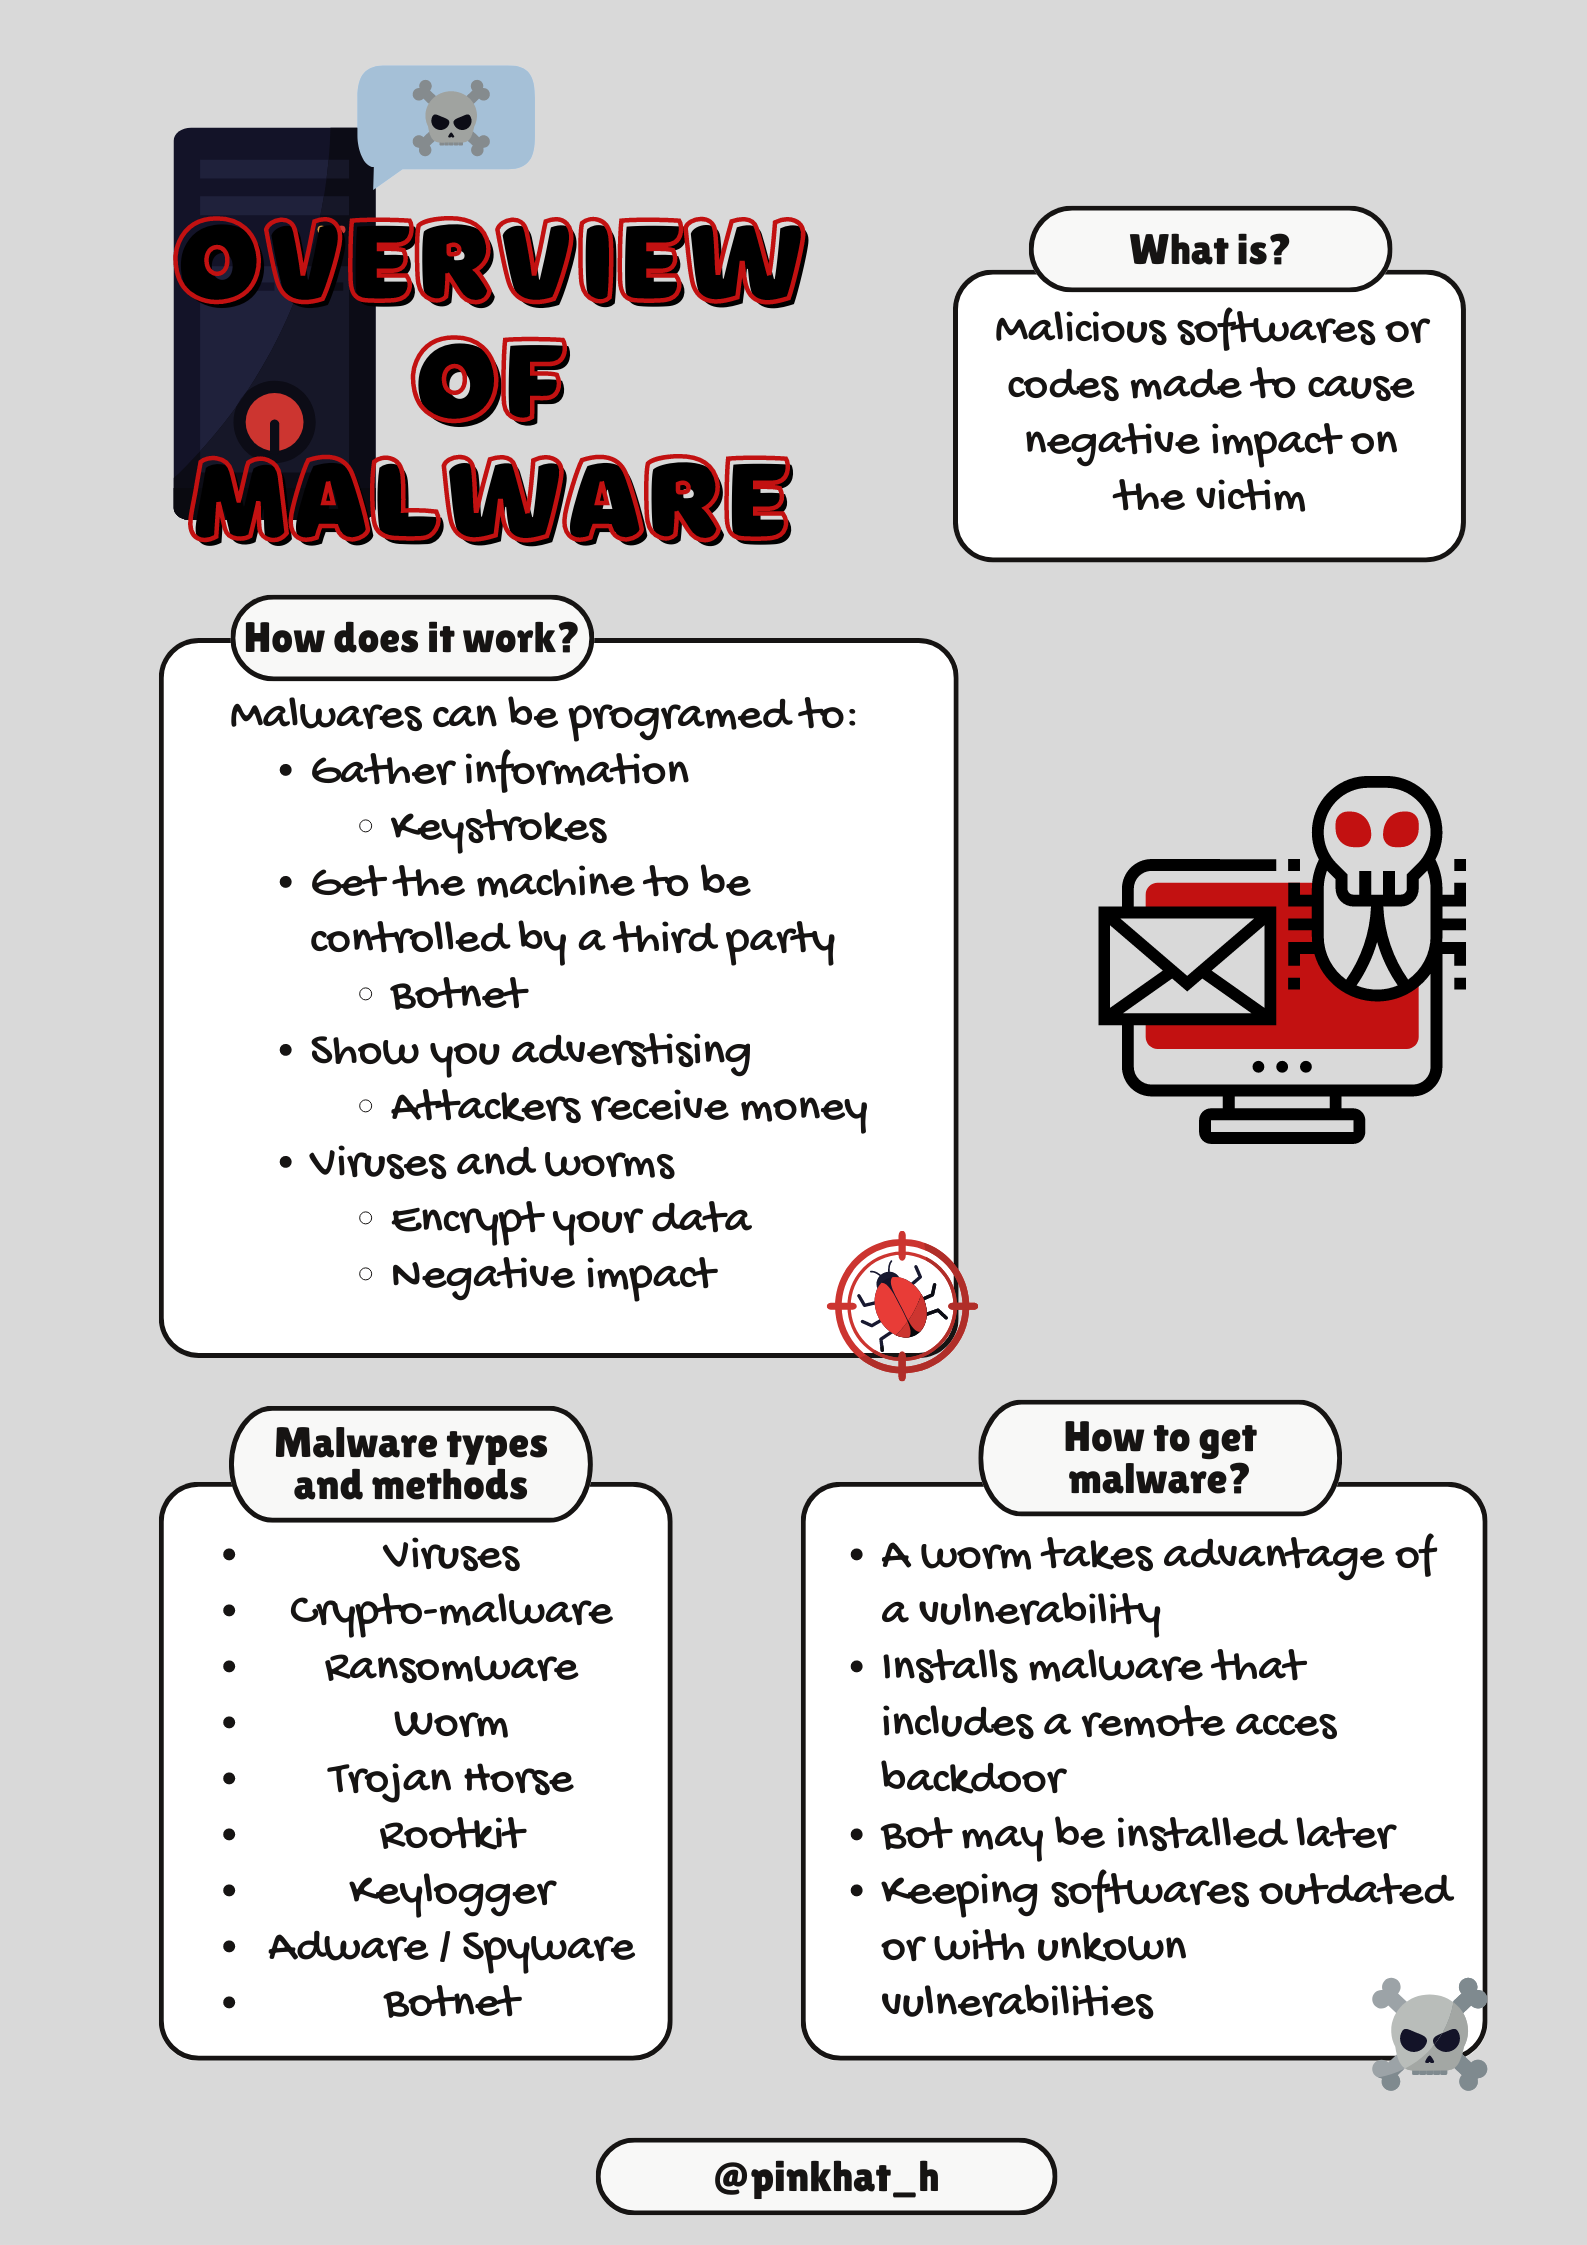 OVERVIEW
OF
MALWARE
What is?
Malicious softwares or
codes made to cause
negative impact on
the victim
How does it work?
Malwares can be programed to:
• Gather information
○ Keystrokes
• Get the machine to be
controlled by a third party
○ Botnet
• Show you adverstising
○ Attackers receive money
• Viruses and worms
○ Encrypt your data
○ Negative impact
Malware types
and methods
• Viruses
• Crypto-malware
• Ransomware
• Worm
• Trojan Horse
• Rootkit
• Keylogger
• Adware / Spyware
• Botnet
How to get
malware?
• A worm takes advantage of
a vulnerability
• Installs malware that
includes a remote acces
backdoor
• Bot may be installed later
• Keeping softwares outdated
or with unkown
vulnerabilities
@pinkhat_h